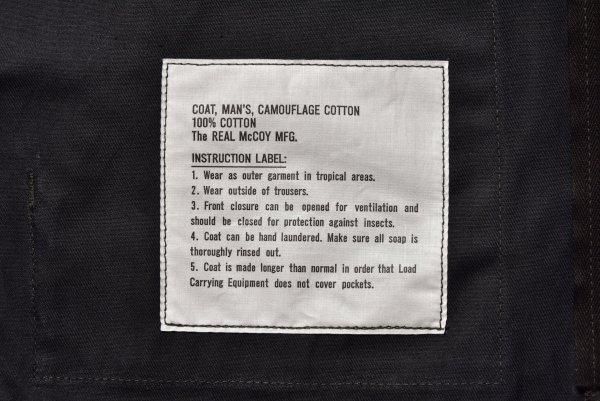 COAT, MAN'S, CAMOUFLAGE COTTON
100% COTTON
The REAL McCOY MFG.
INSTRUCTION LABEL:
1. Wear as outer garment in tropical areas.
2. Wear outside of trousers.
3. Front closure can be opened for ventilation and
should be closed for protection against insects.
4. Coat can be hand laundered. Make sure all soap is
thoroughly rinsed out.
5. Coat is made longer than normal in order that Load
Carrying Equipment does not cover pockets.